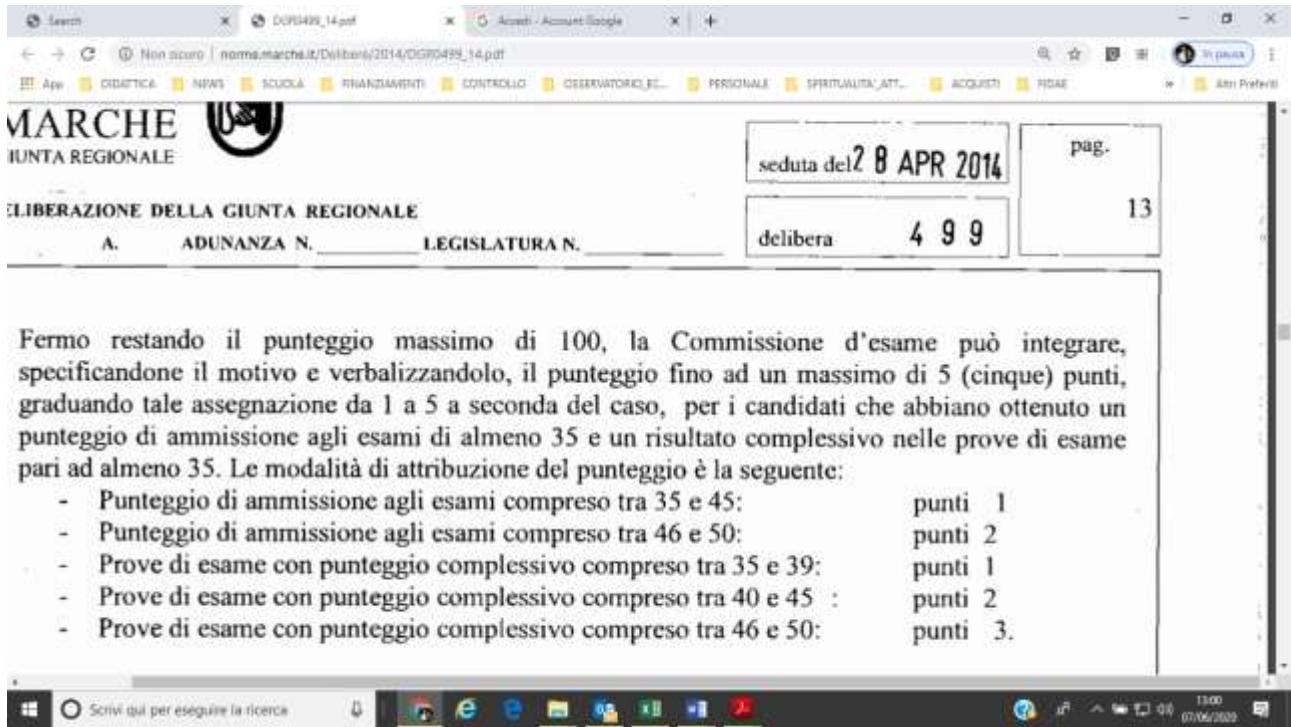 Search
DGR0499_14.pdf
Accedi - Account Google
Non sicuro | norme.marche.it/Delibere/2014/DGR0499_14.pdf
In pausa
App DIDATTICA NEWS SCUOLA FINANZIAMENTI CONTROLLO OSSERVATORIO_EC... PERSONALE SPIRITUALITA'_ATT... ACQUISTI FIDAE » Altri Preferiti
MARCHE
IUNTA REGIONALE
seduta del 28 APR 2014
pag.
13
ELIBERAZIONE DELLA GIUNTA REGIONALE
A. ADUNANZA N. LEGISLATURA N.
delibera 4 9 9
Fermo restando il punteggio massimo di 100, la Commissione d'esame può integrare,
specificandone il motivo e verbalizzandolo, il punteggio fino ad un massimo di 5 (cinque) punti,
graduando tale assegnazione da 1 a 5 a seconda del caso, per i candidati che abbiano ottenuto un
punteggio di ammissione agli esami di almeno 35 e un risultato complessivo nelle prove di esame
pari ad almeno 35. Le modalità di attribuzione del punteggio è la seguente:
- Punteggio di ammissione agli esami compreso tra 35 e 45: punti 1
- Punteggio di ammissione agli esami compreso tra 46 e 50: punti 2
- Prove di esame con punteggio complessivo compreso tra 35 e 39: punti 1
- Prove di esame con punteggio complessivo compreso tra 40 e 45 : punti 2
- Prove di esame con punteggio complessivo compreso tra 46 e 50: punti 3.
Scrivi qui per eseguire la ricerca
13:00
07/06/2020